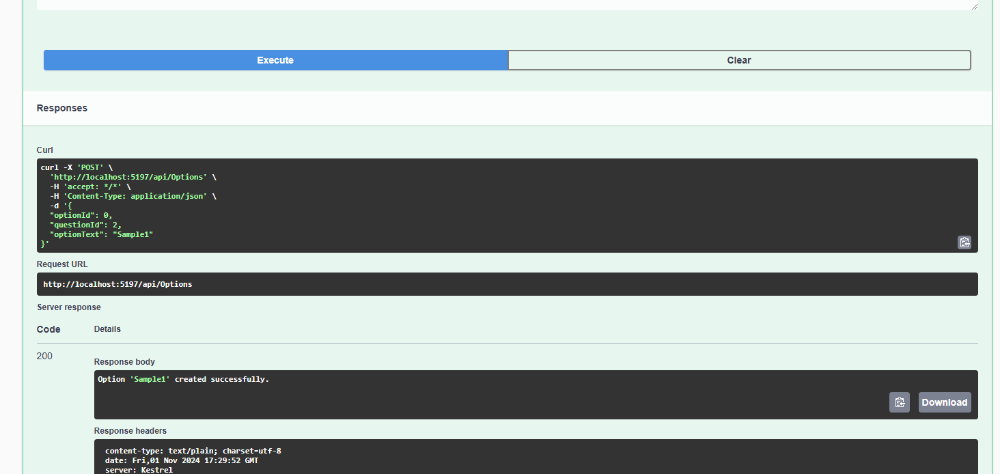 Execute
Clear
Responses
Curl
curl -X 'POST' \
'http://localhost:5197/api/Options' \
-H 'accept: */*' \
-H 'Content-Type: application/json' \
-d '{
"optionId": 0,
"questionId": 2,
"optionText": "Sample1"
}'
Request URL
http://localhost:5197/api/Options
Server response
Code
Details
200
Response body
Option 'Sample1' created successfully.
Download
Response headers
content-type: text/plain; charset=utf-8
date: Fri,01 Nov 2024 17:29:52 GMT
server: Kestrel